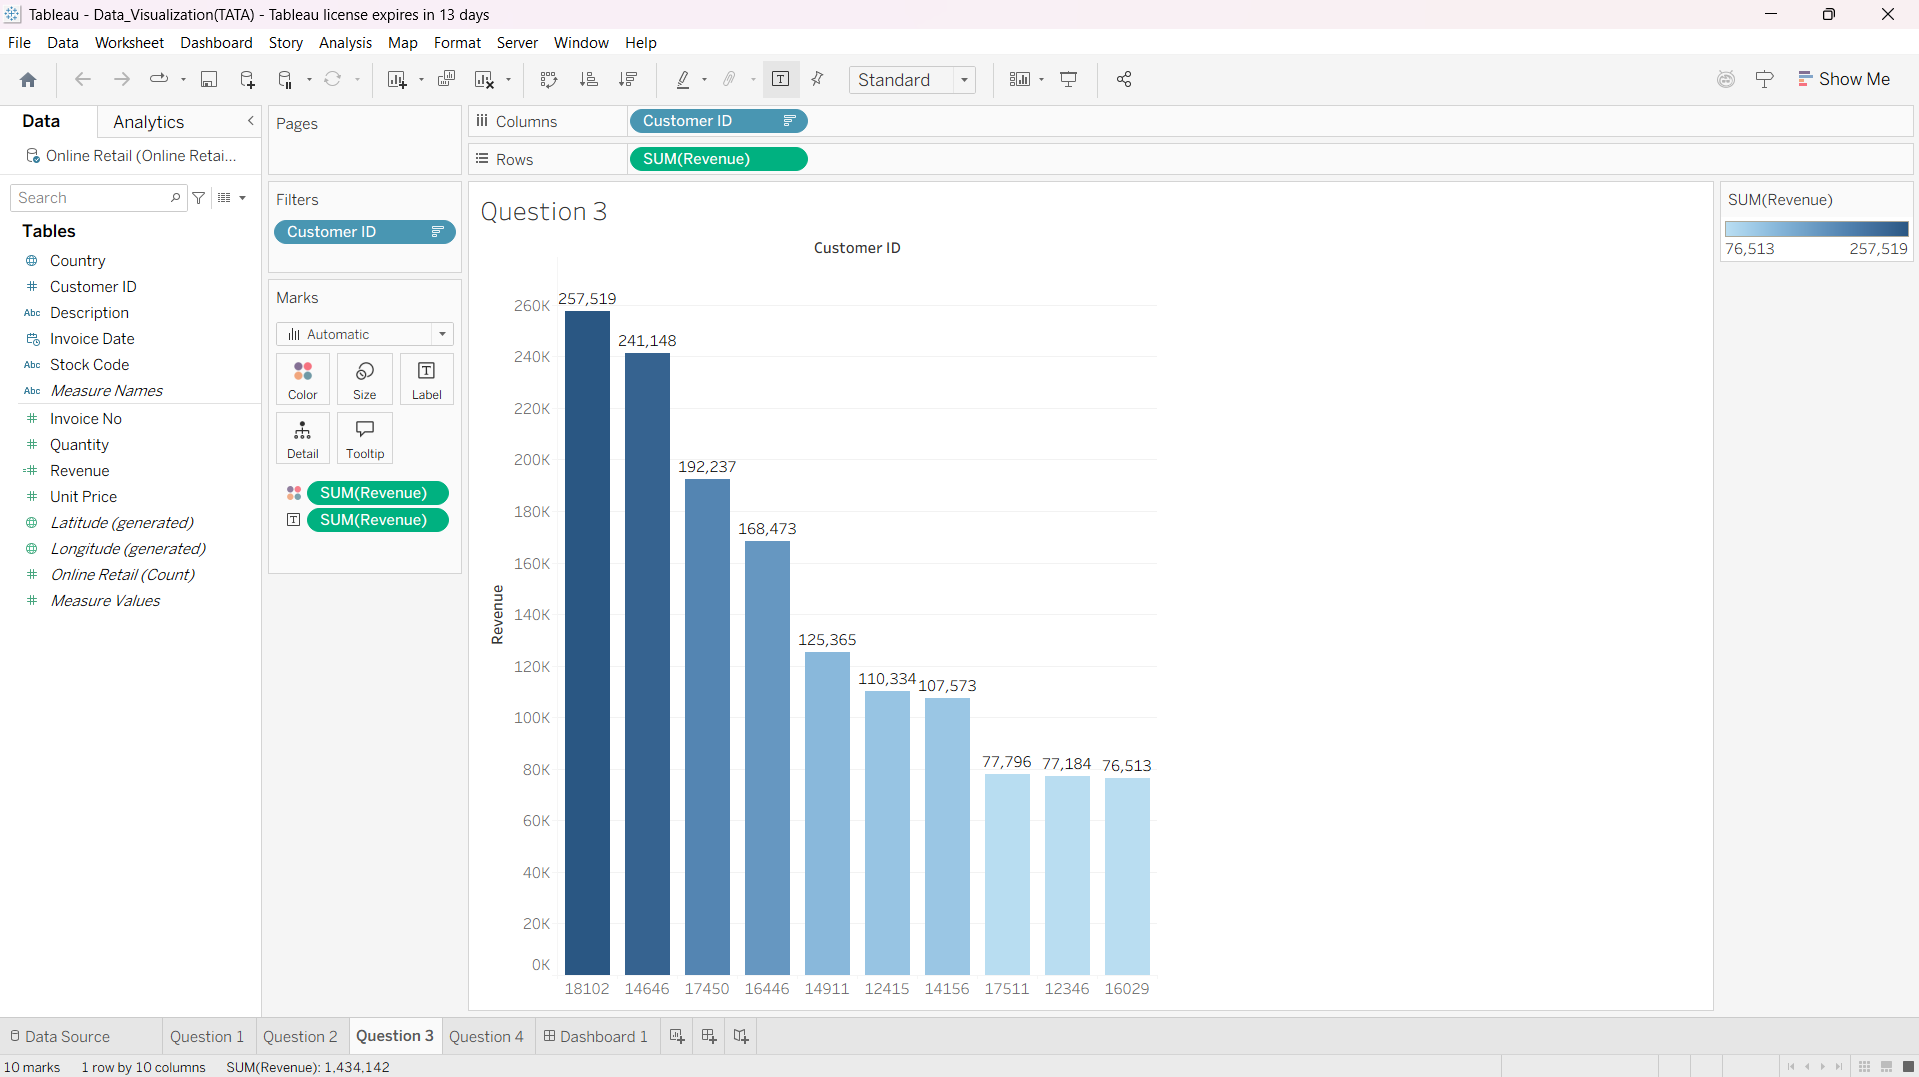 Tableau - Data_Visualization(TATA) - Tableau license expires in 13 days
File Data Worksheet Dashboard Story Analysis Map Format Server Window Help
Standard
Show Me
Data
Analytics
Online Retail (Online Retai...
Search
Tables
Country
Customer ID
Abc Description
Invoice Date
Abc Stock Code
Abc Measure Names
Invoice No
Quantity
Revenue
Unit Price
Latitude (generated)
Longitude (generated)
Online Retail (Count)
Measure Values
Pages
Filters
Customer ID
Marks
Automatic
Color Size Label
Detail Tooltip
SUM(Revenue)
SUM(Revenue)
Columns Customer ID
Rows SUM(Revenue)
Question 3
Customer ID
Revenue
260K
240K
220K
200K
180K
160K
140K
120K
100K
80K
60K
40K
20K
0K
257,519
241,148
192,237
168,473
125,365
110,334
107,573
77,796
77,184
76,513
18102 14646 17450 16446 14911 12415 14156 17511 12346 16029
SUM(Revenue)
76,513 257,519
Data Source Question 1 Question 2 Question 3 Question 4 Dashboard 1
10 marks 1 row by 10 columns SUM(Revenue): 1,434,142